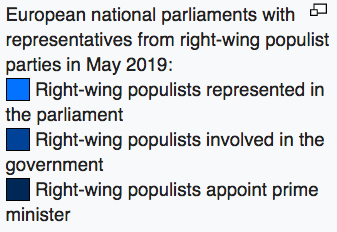 European national parliaments with
representatives from right-wing populist
parties in May 2019:
Right-wing populists represented in
the parliament
Right-wing populists involved in the
government
Right-wing populists appoint prime
minister